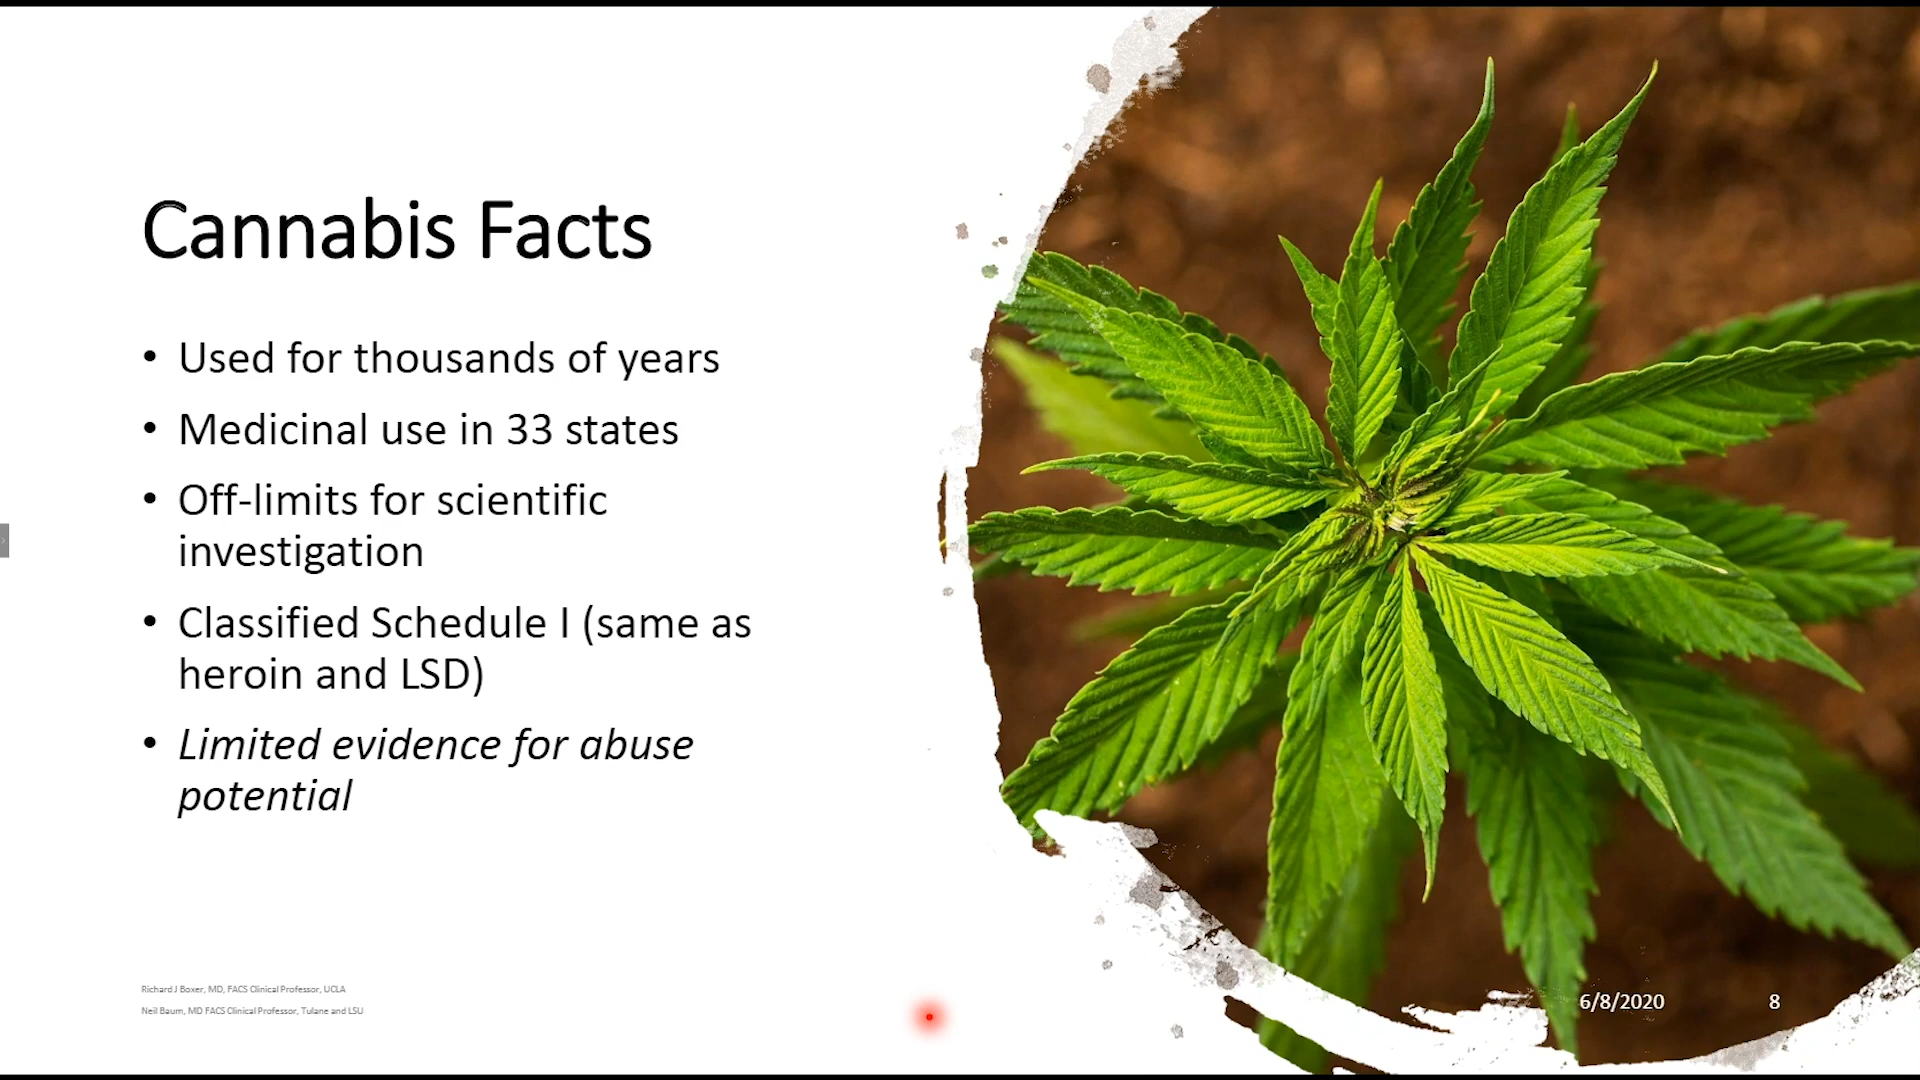 Cannabis Facts
• Used for thousands of years
• Medicinal use in 33 states
• Off-limits for scientific
investigation
• Classified Schedule I (same as
heroin and LSD)
• Limited evidence for abuse
potential
Richard J Boxer, MD, FACS Clinical Professor, UCLA
Neil Baum, MD FACS Clinical Professor, Tulane and LSU
6/8/2020
8